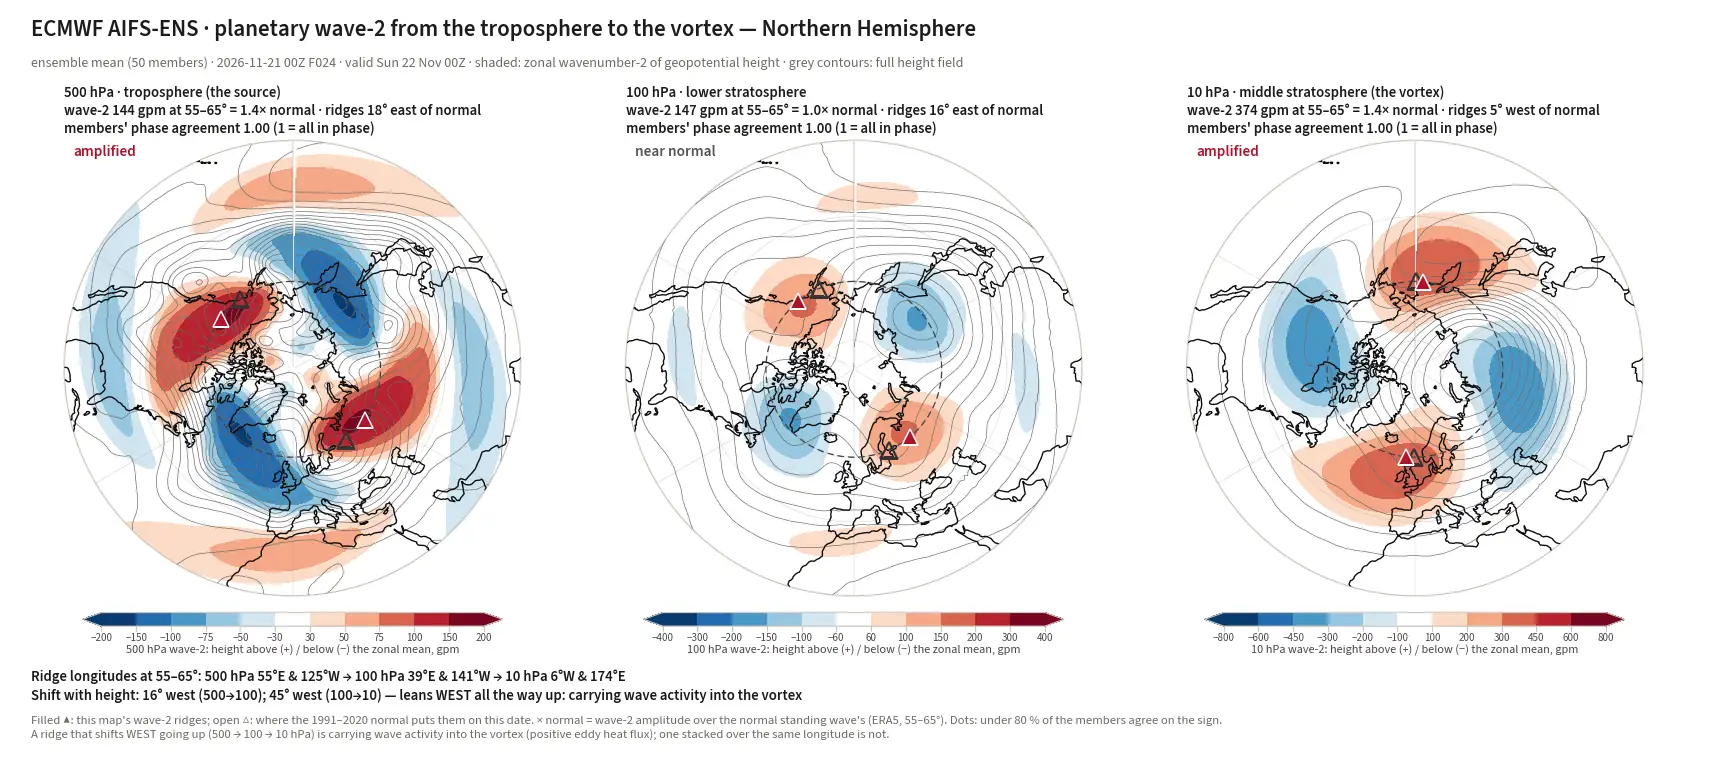 ECMWF AIFS-ENS · planetary wave-2 from the troposphere to the vortex — Northern Hemisphere
ensemble mean (50 members) · 2026-11-21 00Z F024 · valid Sun 22 Nov 00Z · shaded: zonal wavenumber-2 of geopotential height · grey contours: full height field
500 hPa · troposphere (the source)
wave-2 144 gpm at 55–65° = 1.4× normal · ridges 18° east of normal
members' phase agreement 1.00 (1 = all in phase)
amplified
100 hPa · lower stratosphere
wave-2 147 gpm at 55–65° = 1.0× normal · ridges 16° east of normal
members' phase agreement 1.00 (1 = all in phase)
near normal
10 hPa · middle stratosphere (the vortex)
wave-2 374 gpm at 55–65° = 1.4× normal · ridges 5° west of normal
members' phase agreement 1.00 (1 = all in phase)
amplified
−200 −150 −100 −75 −50 −30 30 50 75 100 150 200
500 hPa wave-2: height above (+) / below (−) the zonal mean, gpm
−400 −300 −200 −150 −100 −60 60 100 150 200 300 400
100 hPa wave-2: height above (+) / below (−) the zonal mean, gpm
−800 −600 −450 −300 −200 −100 100 200 300 450 600 800
10 hPa wave-2: height above (+) / below (−) the zonal mean, gpm
Ridge longitudes at 55–65°: 500 hPa 55°E & 125°W → 100 hPa 39°E & 141°W → 10 hPa 6°W & 174°E
Shift with height: 16° west (500→100); 45° west (100→10) — leans WEST all the way up: carrying wave activity into the vortex
Filled ▲: this map's wave-2 ridges; open △: where the 1991–2020 normal puts them on this date. × normal = wave-2 amplitude over the normal standing wave's (ERA5, 55–65°). Dots: under 80 % of the members agree on the sign.
A ridge that shifts WEST going up (500 → 100 → 10 hPa) is carrying wave activity into the vortex (positive eddy heat flux); one stacked over the same longitude is not.